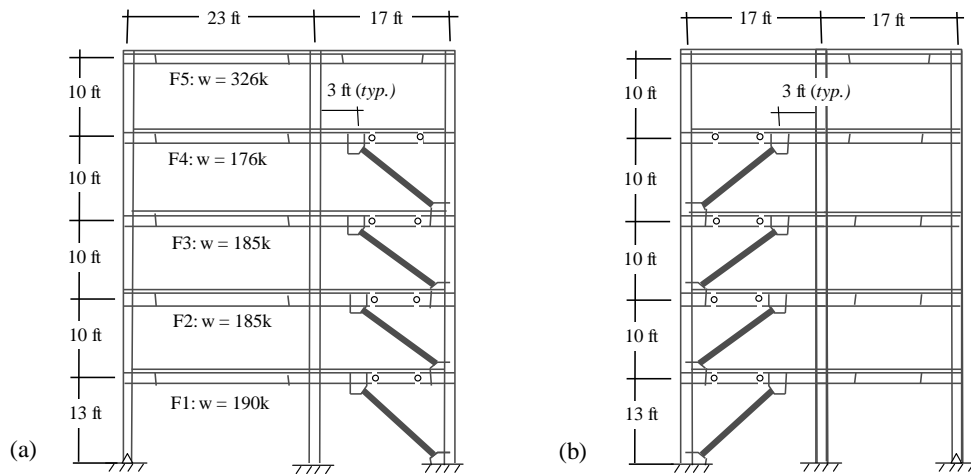 23 ft
17 ft
17 ft
17 ft
10 ft
F5: w = 326k
3 ft (typ.)
10 ft
3 ft (typ.)
10 ft
F4: w = 176k
10 ft
10 ft
F3: w = 185k
10 ft
10 ft
F2: w = 185k
10 ft
13 ft
F1: w = 190k
13 ft
(a)
(b)